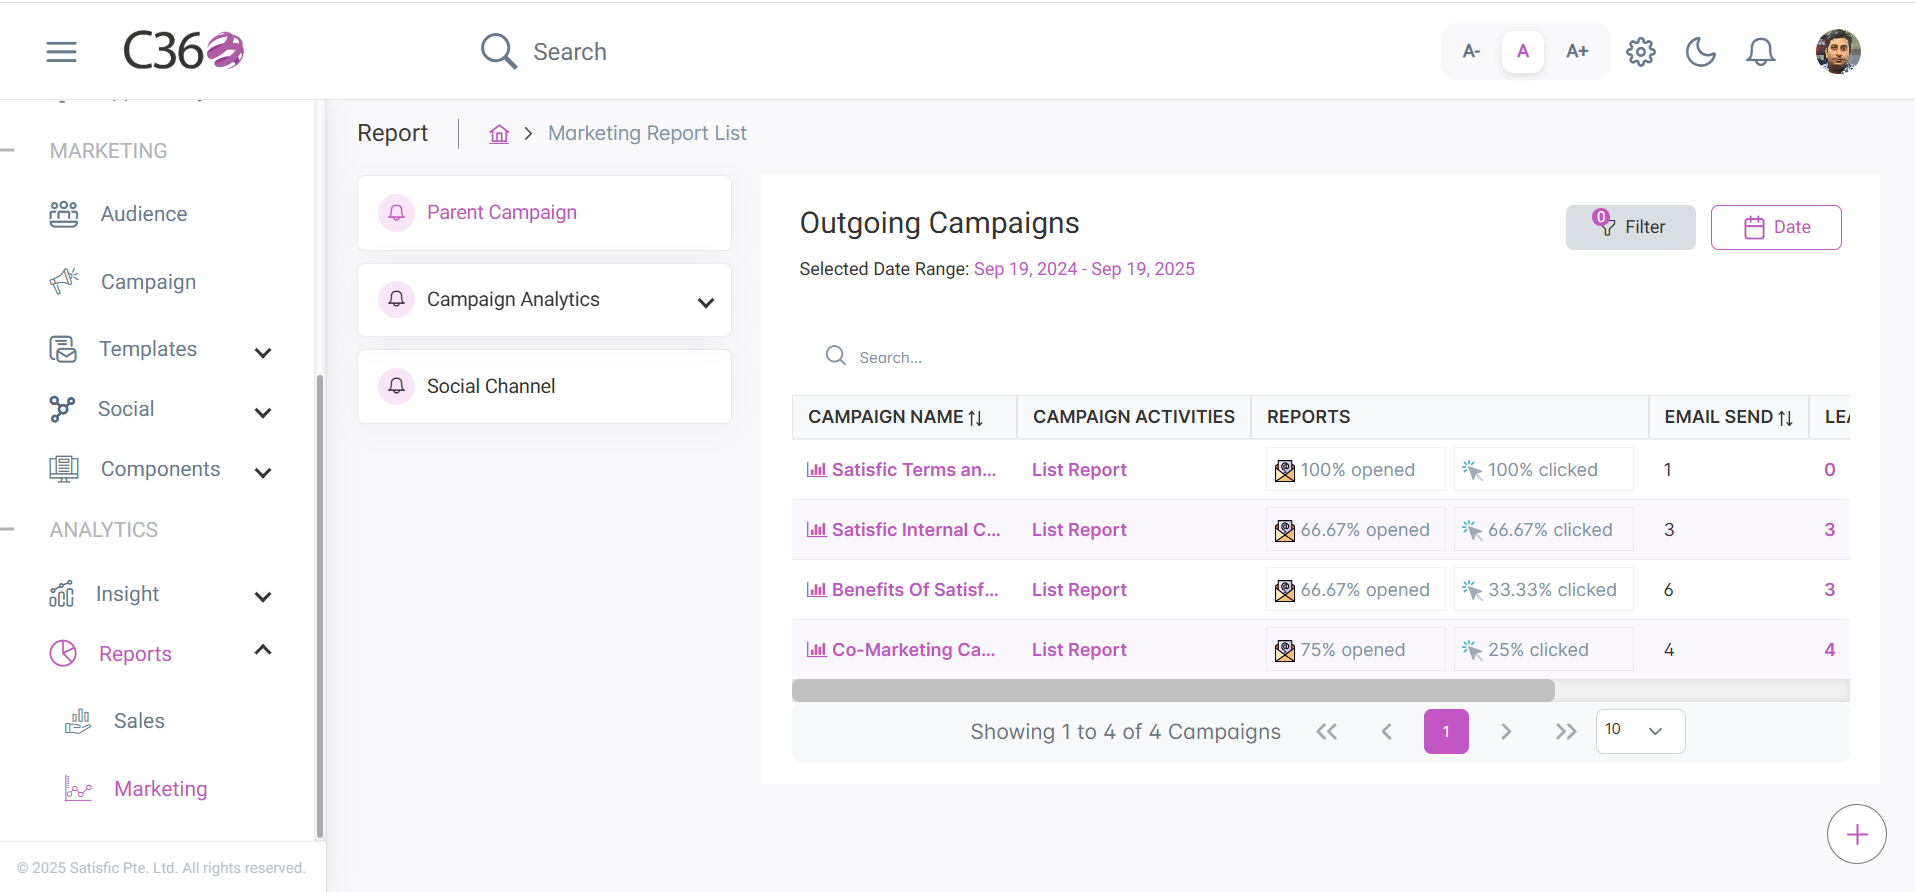 C360
Search
A-
A
A+
MARKETING
Audience
Campaign
Templates
Social
Components
ANALYTICS
Insight
Reports
Sales
Marketing
© 2025 Satisfic Pte. Ltd. All rights reserved.
Report
Marketing Report List
Parent Campaign
Campaign Analytics
Social Channel
Outgoing Campaigns
0 Filter
Date
Selected Date Range: Sep 19, 2024 - Sep 19, 2025
Search...
CAMPAIGN NAME CAMPAIGN ACTIVITIES REPORTS EMAIL SEND LEA
Satisfic Terms an... List Report 100% opened 100% clicked 1 0
Satisfic Internal C... List Report 66.67% opened 66.67% clicked 3 3
Benefits Of Satisf... List Report 66.67% opened 33.33% clicked 6 3
Co-Marketing Ca... List Report 75% opened 25% clicked 4 4
Showing 1 to 4 of 4 Campaigns 1 10